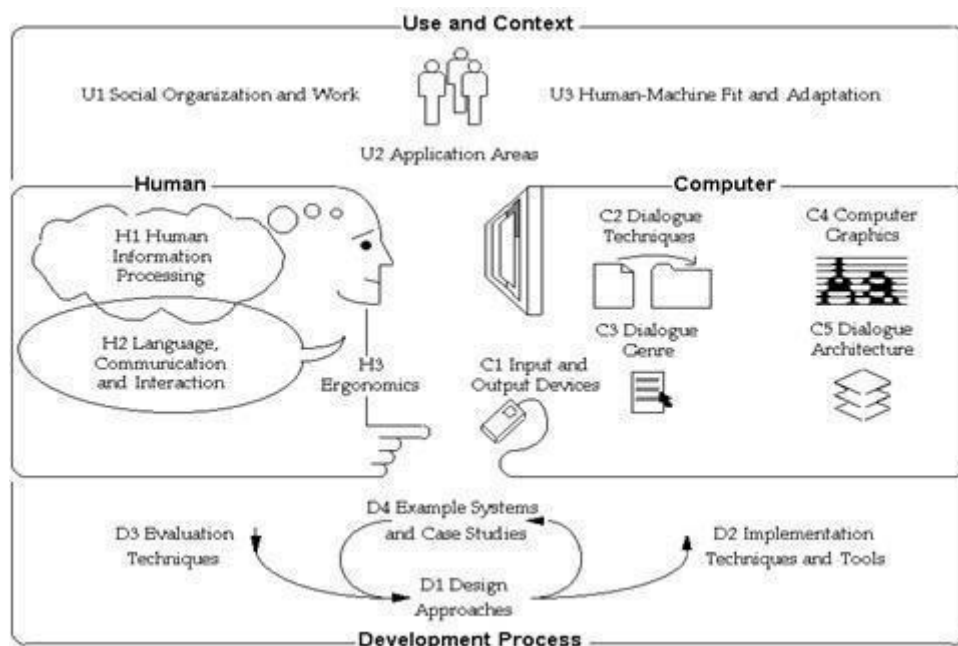 Use and Context
U1 Social Organization and Work
U3 Human-Machine Fit and Adaptation
U2 Application Areas
Human
H1 Human
Information
Processing
H2 Language,
Communication
and Interaction
H3
Ergonomics
Computer
C2 Dialogue
Techniques
C4 Computer
Graphics
C3 Dialogue
Genre
C5 Dialogue
Architecture
C1 Input and
Output Devices
D3 Evaluation
Techniques
D4 Example Systems
and Case Studies
D2 Implementation
Techniques and Tools
D1 Design
Approaches
Development Process